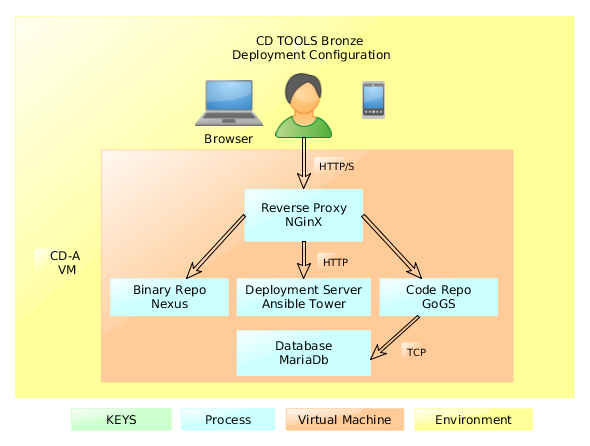 CD TOOLS Bronze
Deployment Configuration
Browser
HTTP/S
Reverse Proxy
NGinX
CD-A
VM
HTTP
Binary Repo
Nexus
Deployment Server
Ansible Tower
Code Repo
GoGS
Database
MariaDb
TCP
KEYS
Process
Virtual Machine
Environment